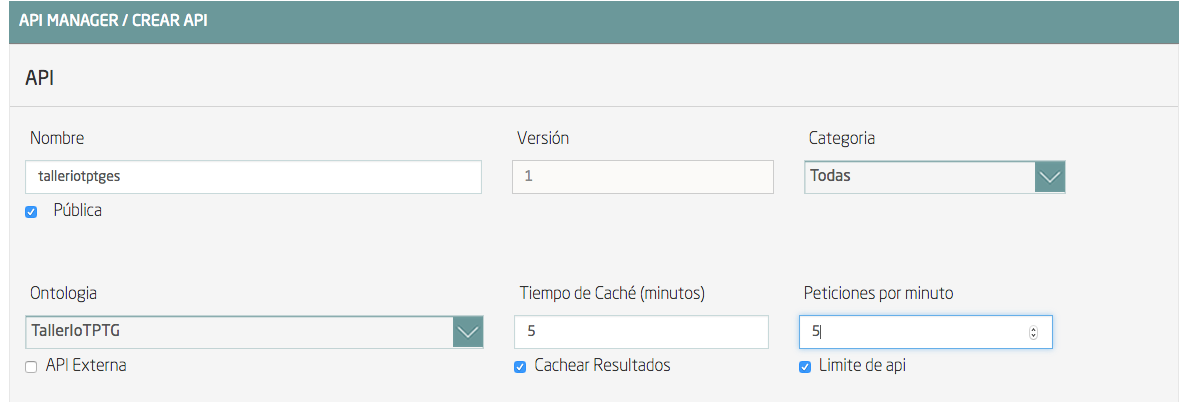 API MANAGER / CREAR API
API
Nombre
Versión
Categoria
talleriotptges
1
Todas
Pública
Ontologia
Tiempo de Caché (minutos)
Peticiones por minuto
TallerIoTPTG
5
5
API Externa
Cachear Resultados
Limite de api